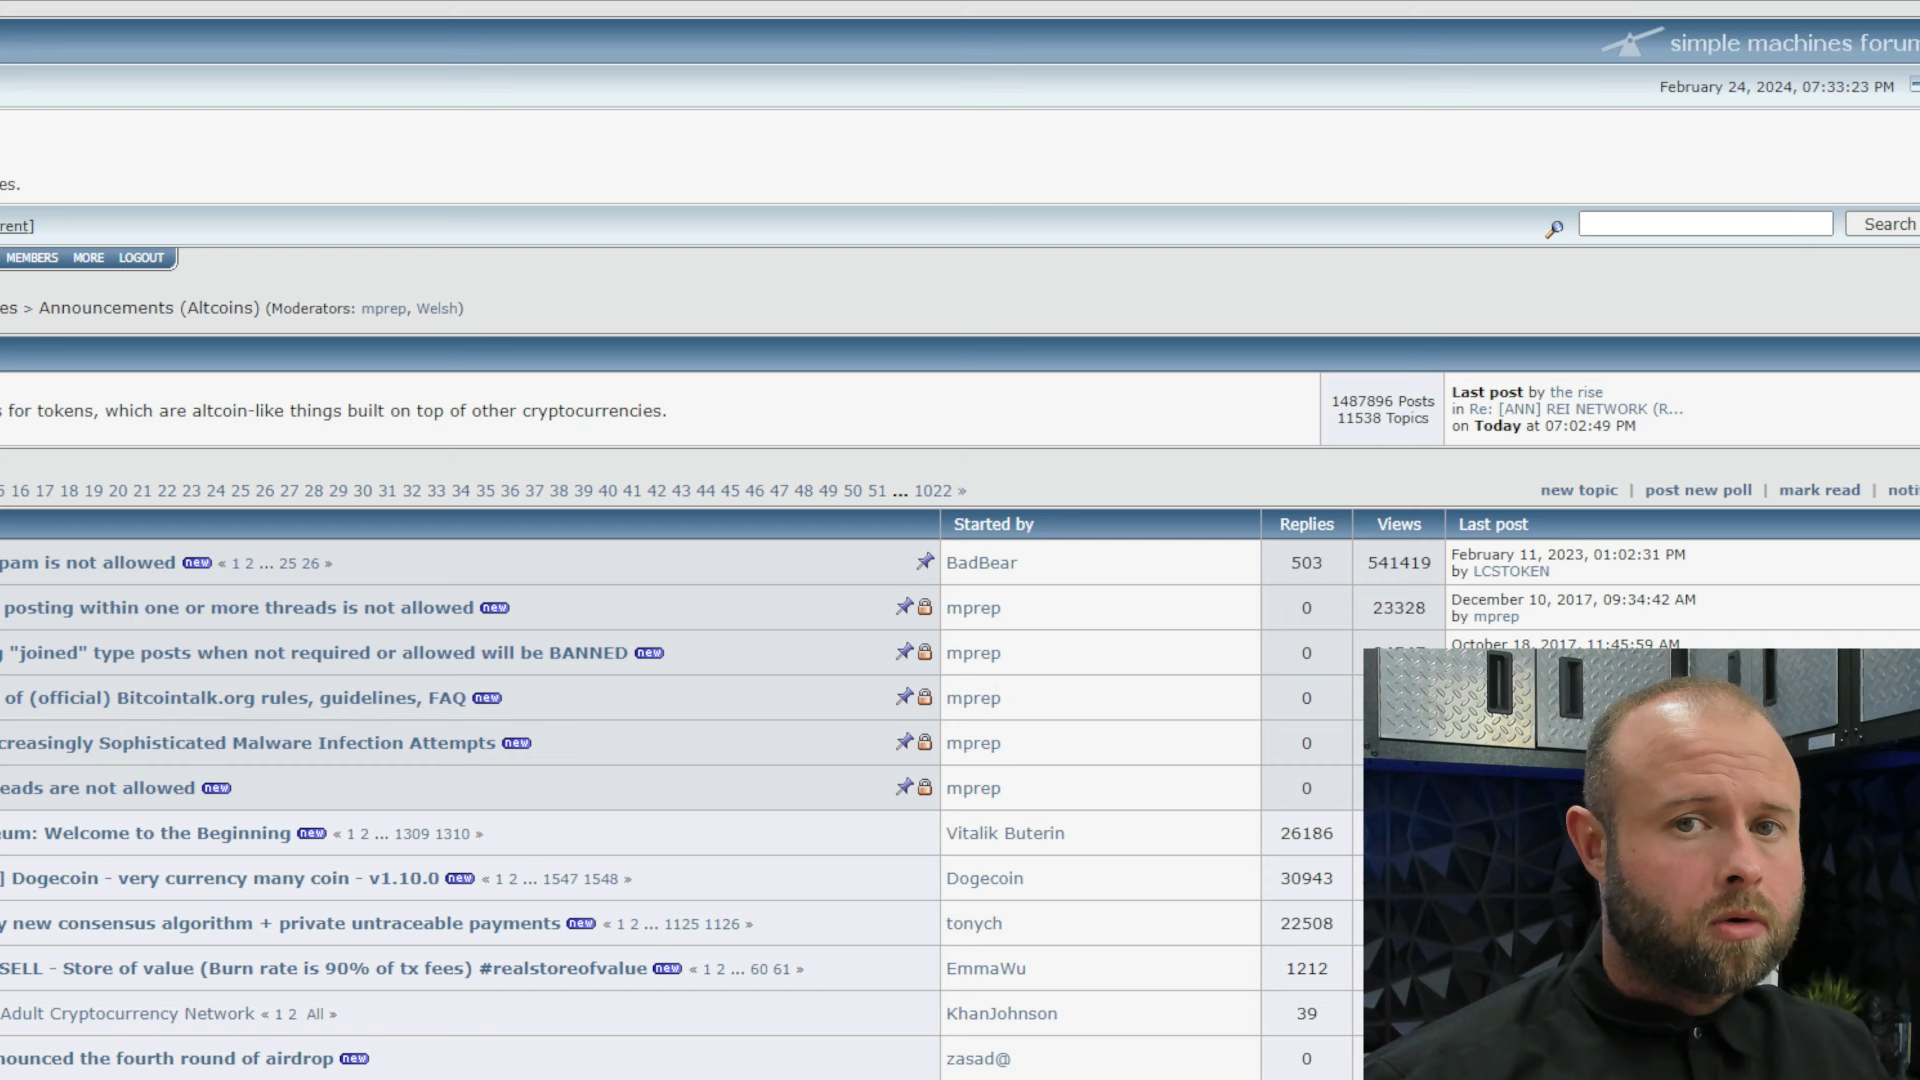 simple machines forum
February 24, 2024, 07:33:23 PM
es.
rent]
Search
MEMBERS MORE LOGOUT
es > Announcements (Altcoins) (Moderators: mprep, Welsh)
s for tokens, which are altcoin-like things built on top of other cryptocurrencies.
1487896 Posts
11538 Topics
Last post by the rise
in Re: [ANN] REI NETWORK (R...
on Today at 07:02:49 PM
16 17 18 19 20 21 22 23 24 25 26 27 28 29 30 31 32 33 34 35 36 37 38 39 40 41 42 43 44 45 46 47 48 49 50 51 ... 1022 »
new topic | post new poll | mark read | noti
Started by Replies Views Last post
pam is not allowed new « 1 2 ... 25 26 » BadBear 503 541419 February 11, 2023, 01:02:31 PM
by LCSTOKEN
posting within one or more threads is not allowed new mprep 0 23328 December 10, 2017, 09:34:42 AM
by mprep
"joined" type posts when not required or allowed will be BANNED new mprep 0 October 18, 2017, 11:45:59 AM
of (official) Bitcointalk.org rules, guidelines, FAQ new mprep 0
creasingly Sophisticated Malware Infection Attempts new mprep 0
eads are not allowed new mprep 0
eum: Welcome to the Beginning new « 1 2 ... 1309 1310 » Vitalik Buterin 26186
] Dogecoin - very currency many coin - v1.10.0 new « 1 2 ... 1547 1548 » Dogecoin 30943
y new consensus algorithm + private untraceable payments new « 1 2 ... 1125 1126 » tonych 22508
SELL - Store of value (Burn rate is 90% of tx fees) #realstoreofvalue new « 1 2 ... 60 61 » EmmaWu 1212
Adult Cryptocurrency Network « 1 2 All » KhanJohnson 39
nounced the fourth round of airdrop new zasad@ 0